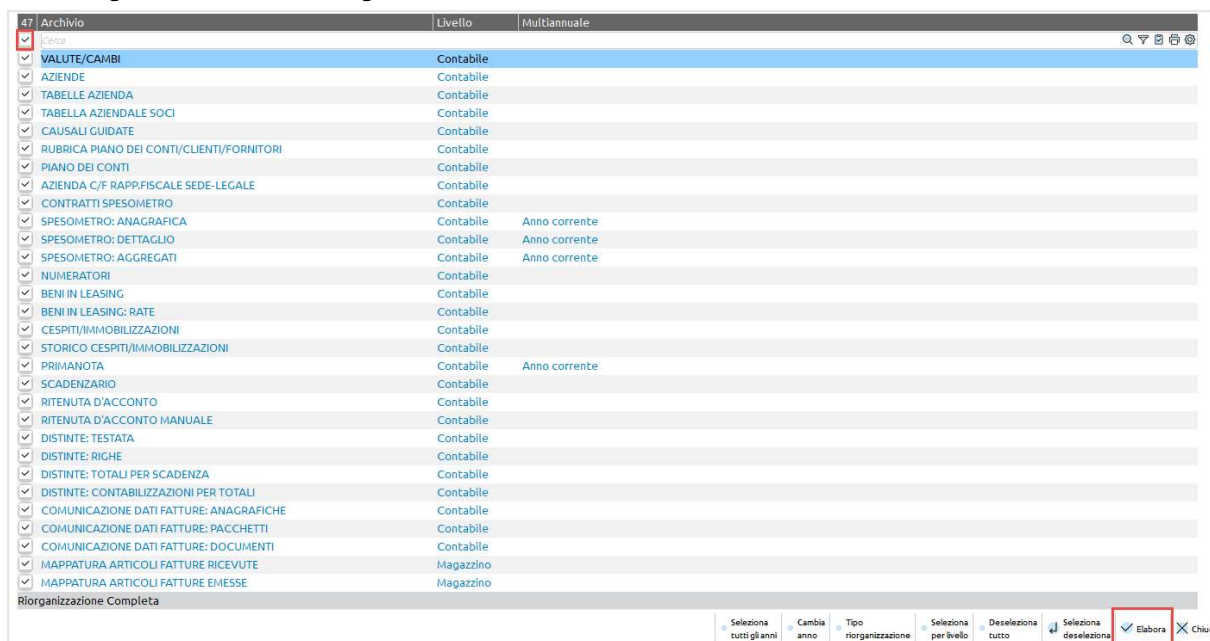 47 Archivio Livello Multiannuale
Cerca
VALUTE/CAMBI Contabile
AZIENDE Contabile
TABELLE AZIENDA Contabile
TABELLA AZIENDALE SOCI Contabile
CAUSALI GUIDATE Contabile
RUBRICA PIANO DEI CONTI/CLIENTI/FORNITORI Contabile
PIANO DEI CONTI Contabile
AZIENDA C/F RAPP.FISCALE SEDE-LEGALE Contabile
CONTRATTI SPESOMETRO Contabile
SPESOMETRO: ANAGRAFICA Contabile Anno corrente
SPESOMETRO: DETTAGLIO Contabile Anno corrente
SPESOMETRO: AGGREGATI Contabile Anno corrente
NUMERATORI Contabile
BENI IN LEASING Contabile
BENI IN LEASING: RATE Contabile
CESPITI/IMMOBILIZZAZIONI Contabile
STORICO CESPITI/IMMOBILIZZAZIONI Contabile
PRIMANOTA Contabile Anno corrente
SCADENZARIO Contabile
RITENUTA D'ACCONTO Contabile
RITENUTA D'ACCONTO MANUALE Contabile
DISTINTE: TESTATA Contabile
DISTINTE: RIGHE Contabile
DISTINTE: TOTALI PER SCADENZA Contabile
DISTINTE: CONTABILIZZAZIONI PER TOTALI Contabile
COMUNICAZIONE DATI FATTURE: ANAGRAFICHE Contabile
COMUNICAZIONE DATI FATTURE: PACCHETTI Contabile
COMUNICAZIONE DATI FATTURE: DOCUMENTI Contabile
MAPPATURA ARTICOLI FATTURE RICEVUTE Magazzino
MAPPATURA ARTICOLI FATTURE EMESSE Magazzino
Riorganizzazione Completa
Seleziona Cambia Tipo Seleziona Deseleziona Seleziona Elabora Chiu
tutti gli anni anno riorganizzazione per livello tutto deseleziona